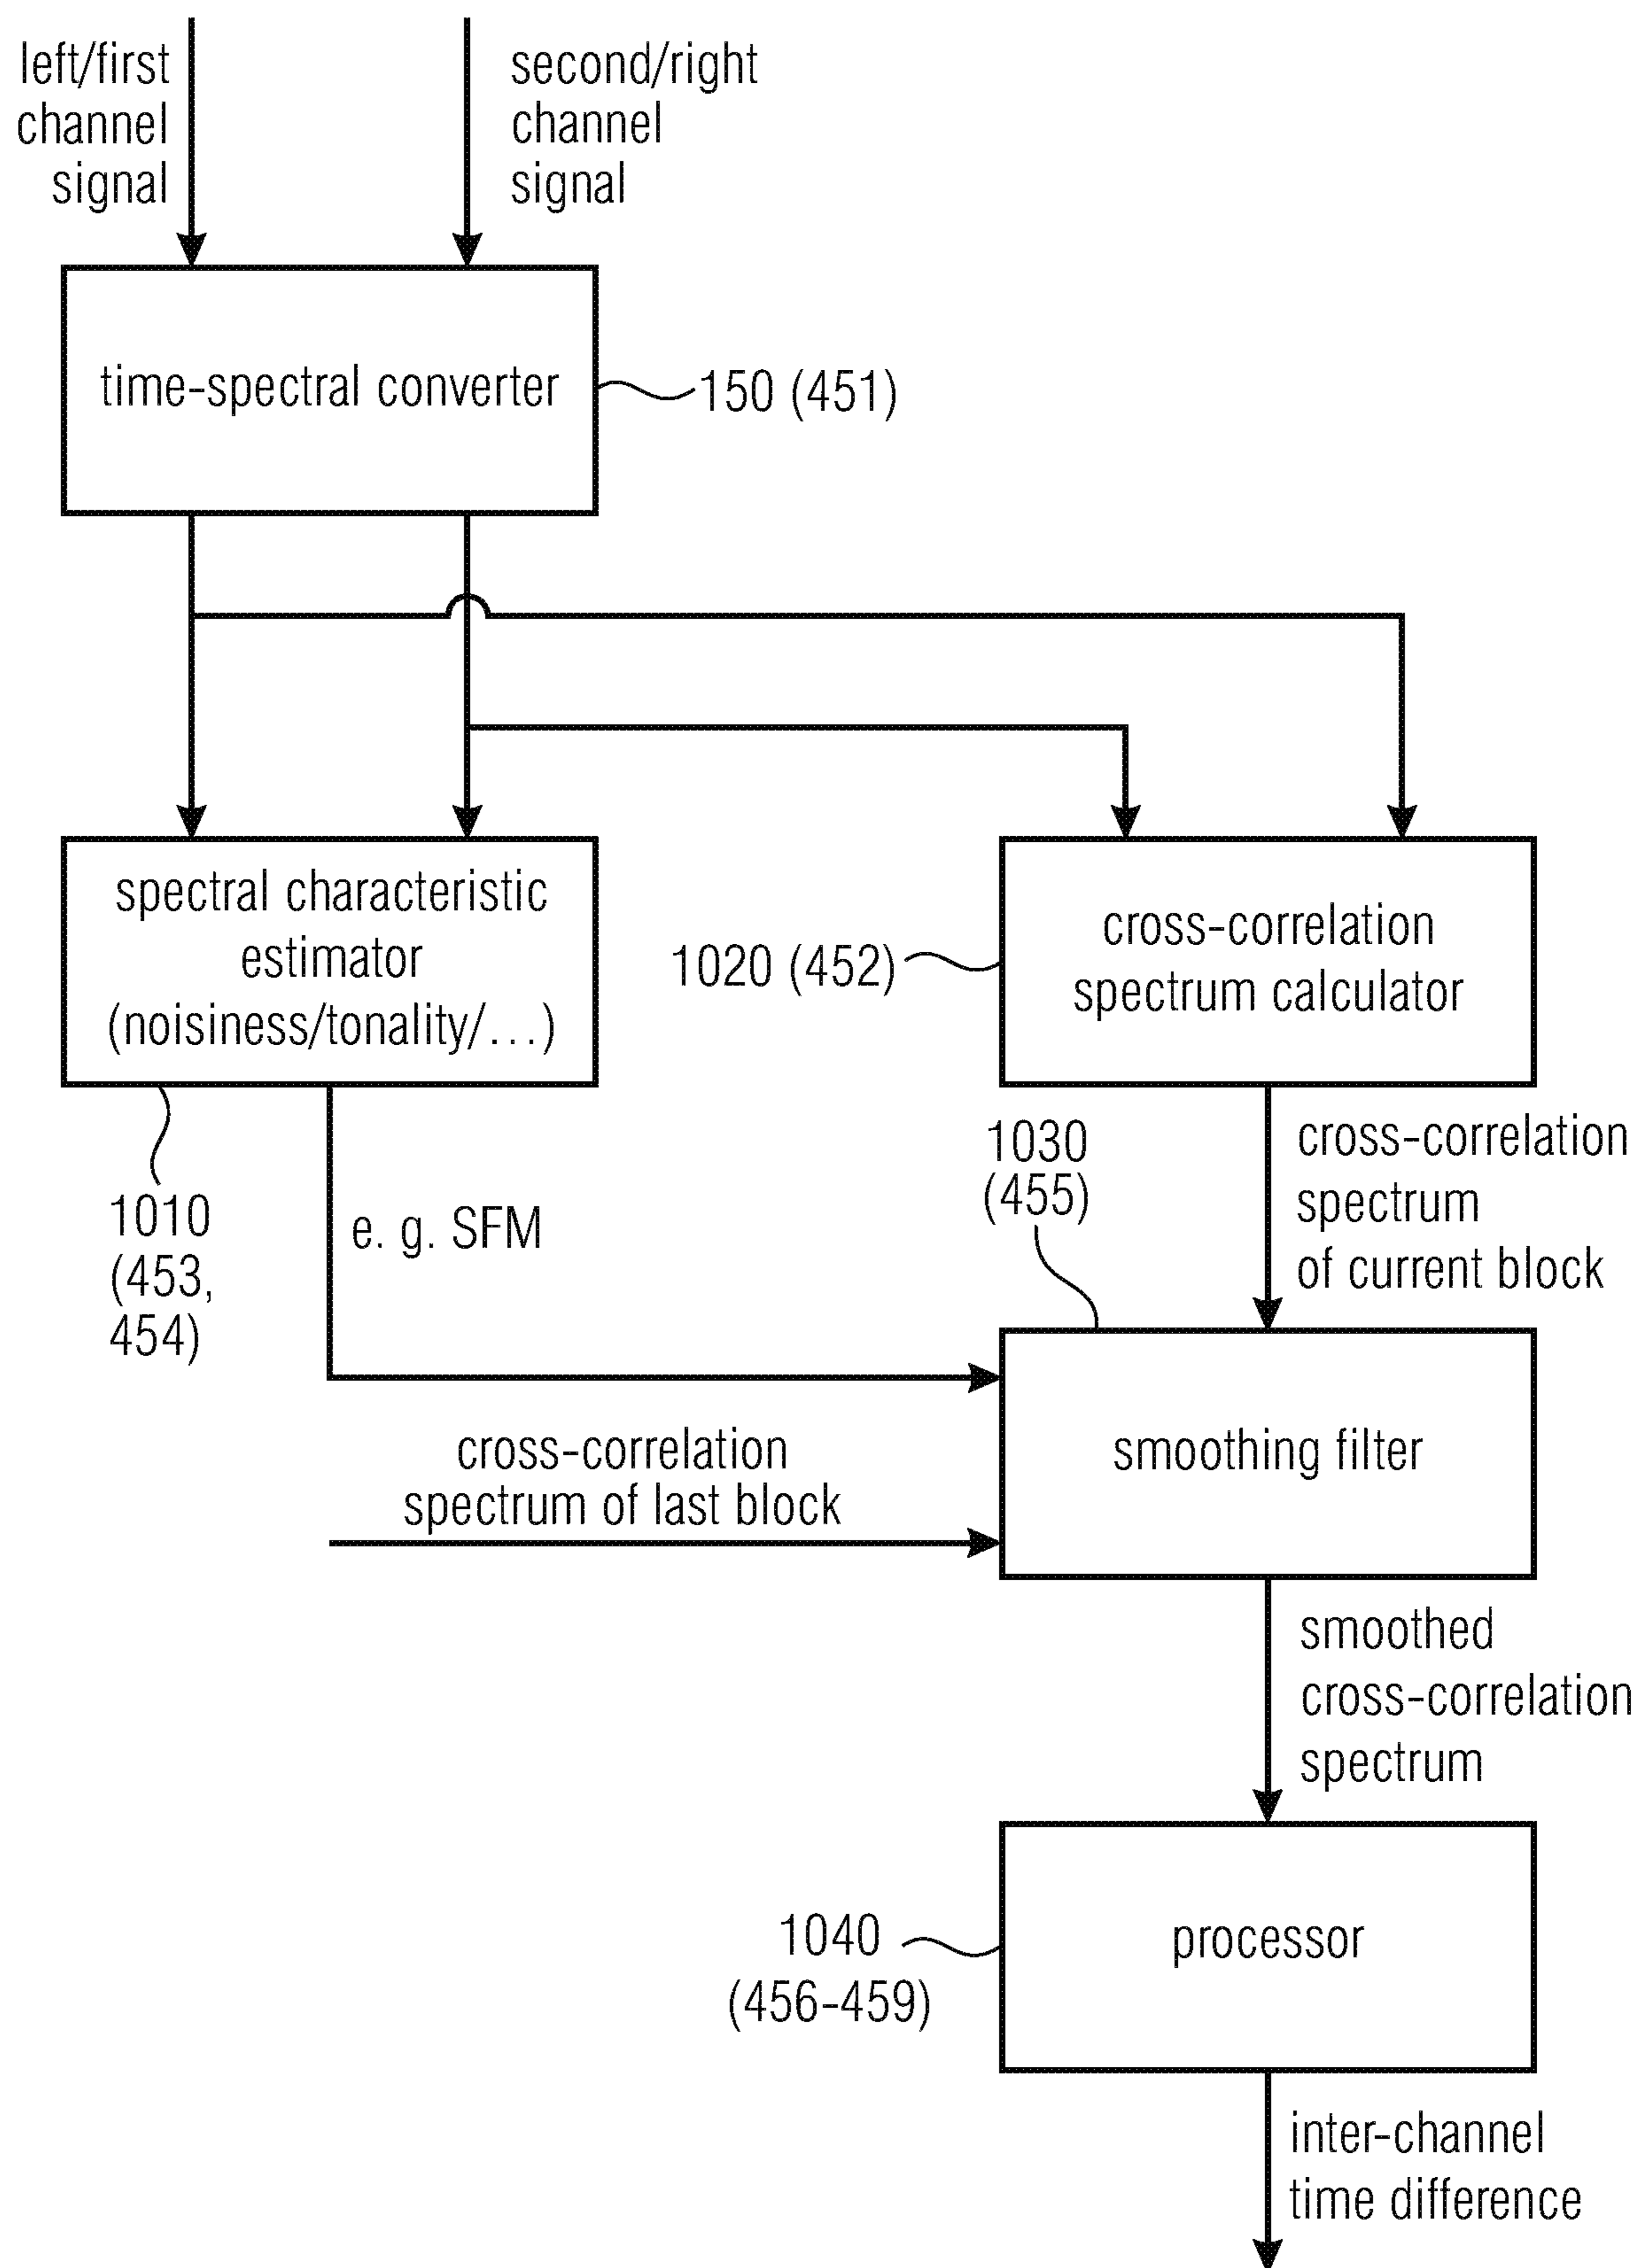 left/first
channel
signal
second/right
channel
signal
time-spectral converter
150 (451)
spectral characteristic
estimator
(noisiness/tonality/...)
1020 (452)
cross-correlation
spectrum calculator
1010
(453,
454)
e. g. SFM
1030
(455)
cross-correlation
spectrum
of current block
cross-correlation
spectrum of last block
smoothing filter
smoothed
cross-correlation
spectrum
1040
(456-459)
processor
inter-channel
time difference